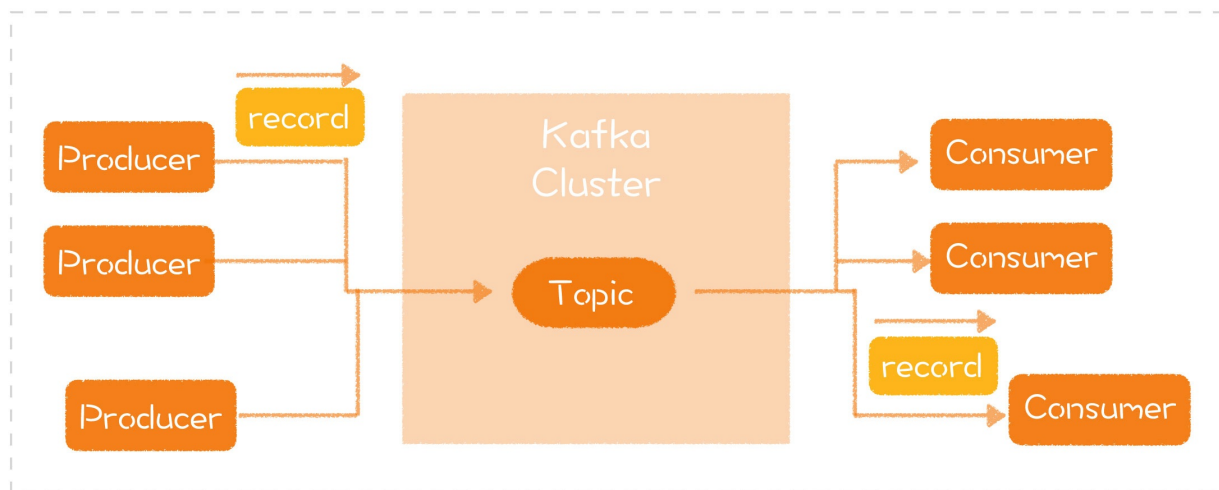 record
Producer
Kafka
Cluster
Consumer
Producer
Consumer
Topic
record
Producer
Consumer